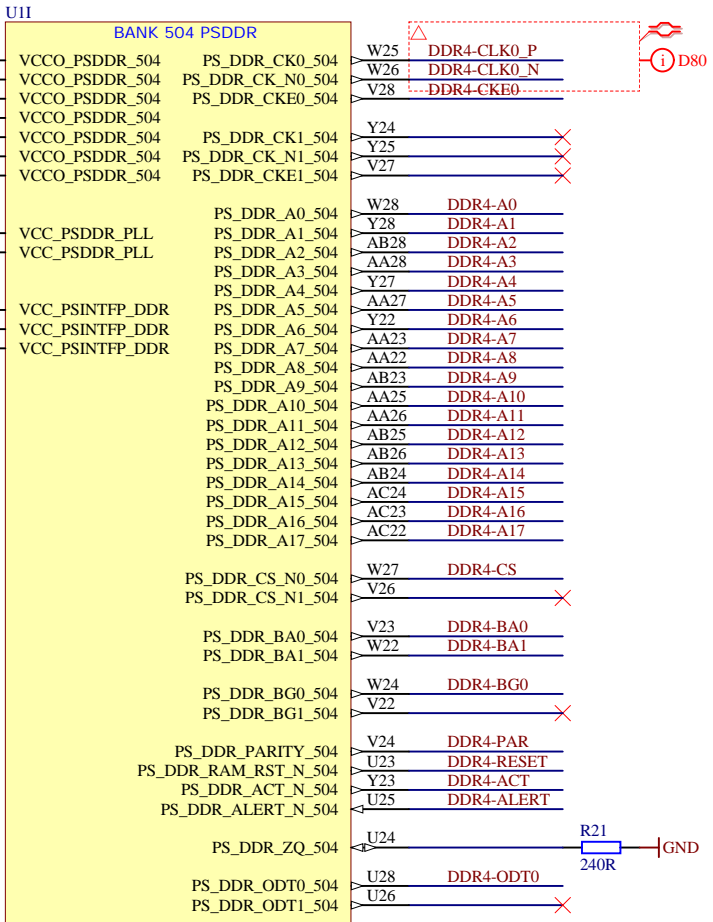 U1I
BANK 504 PSDDR
VCCO_PSDDR_504 PS_DDR_CK0_504 W25 DDR4-CLK0_P
VCCO_PSDDR_504 PS_DDR_CK_N0_504 W26 DDR4-CLK0_N i D80
VCCO_PSDDR_504 PS_DDR_CKE0_504 V28 DDR4-CKE0
VCCO_PSDDR_504
VCCO_PSDDR_504 PS_DDR_CK1_504 Y24
VCCO_PSDDR_504 PS_DDR_CK_N1_504 Y25
VCCO_PSDDR_504 PS_DDR_CKE1_504 V27
PS_DDR_A0_504 W28 DDR4-A0
VCC_PSDDR_PLL PS_DDR_A1_504 Y28 DDR4-A1
VCC_PSDDR_PLL PS_DDR_A2_504 AB28 DDR4-A2
PS_DDR_A3_504 AA28 DDR4-A3
PS_DDR_A4_504 Y27 DDR4-A4
VCC_PSINTFP_DDR PS_DDR_A5_504 AA27 DDR4-A5
VCC_PSINTFP_DDR PS_DDR_A6_504 Y22 DDR4-A6
VCC_PSINTFP_DDR PS_DDR_A7_504 AA23 DDR4-A7
PS_DDR_A8_504 AA22 DDR4-A8
PS_DDR_A9_504 AB23 DDR4-A9
PS_DDR_A10_504 AA25 DDR4-A10
PS_DDR_A11_504 AA26 DDR4-A11
PS_DDR_A12_504 AB25 DDR4-A12
PS_DDR_A13_504 AB26 DDR4-A13
PS_DDR_A14_504 AB24 DDR4-A14
PS_DDR_A15_504 AC24 DDR4-A15
PS_DDR_A16_504 AC23 DDR4-A16
PS_DDR_A17_504 AC22 DDR4-A17
PS_DDR_CS_N0_504 W27 DDR4-CS
PS_DDR_CS_N1_504 V26
PS_DDR_BA0_504 V23 DDR4-BA0
PS_DDR_BA1_504 W22 DDR4-BA1
PS_DDR_BG0_504 W24 DDR4-BG0
PS_DDR_BG1_504 V22
PS_DDR_PARITY_504 V24 DDR4-PAR
PS_DDR_RAM_RST_N_504 U23 DDR4-RESET
PS_DDR_ACT_N_504 Y23 DDR4-ACT
PS_DDR_ALERT_N_504 U25 DDR4-ALERT
PS_DDR_ZQ_504 U24 R21 GND
240R
PS_DDR_ODT0_504 U28 DDR4-ODT0
PS_DDR_ODT1_504 U26